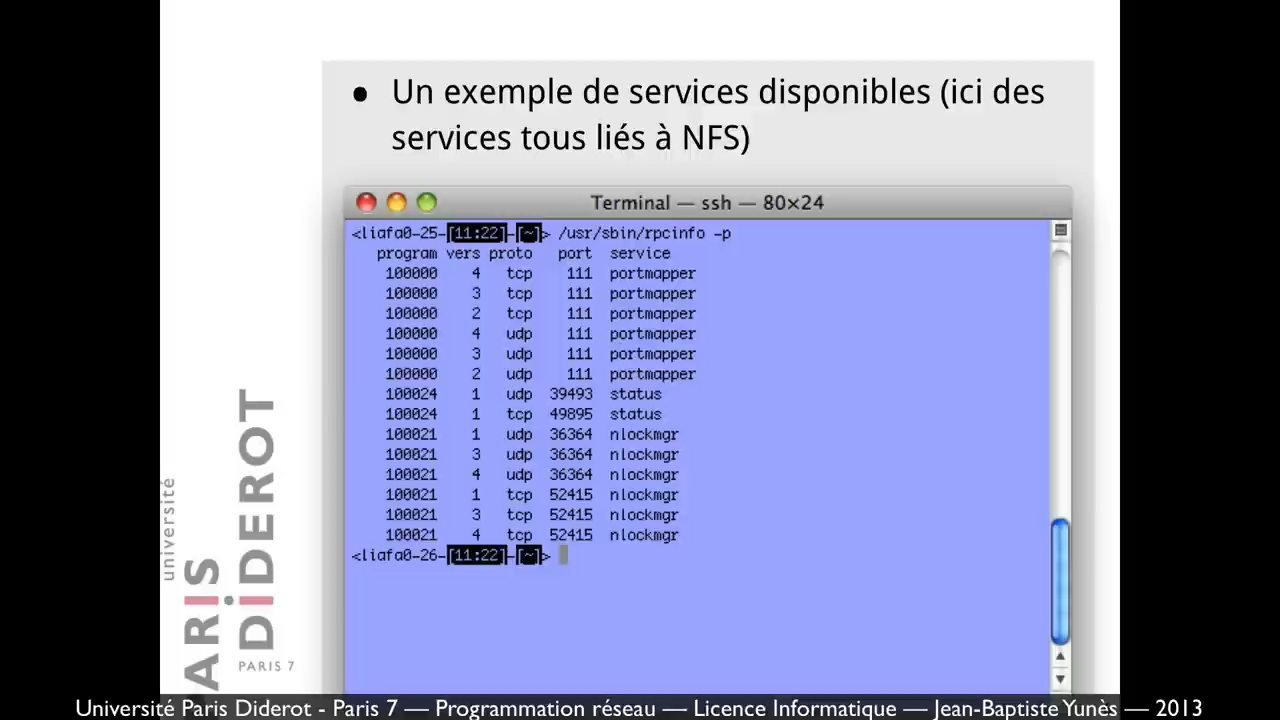 • Un exemple de services disponibles (ici des
services tous liés à NFS)
Terminal — ssh — 80×24
<liafa0-25-[11:22]-[~]> /usr/sbin/rpcinfo -p
program vers proto port service
100000 4 tcp 111 portmapper
100000 3 tcp 111 portmapper
100000 2 tcp 111 portmapper
100000 4 udp 111 portmapper
100000 3 udp 111 portmapper
100000 2 udp 111 portmapper
100024 1 udp 39493 status
100024 1 tcp 49895 status
100021 1 udp 36364 nlockmgr
100021 3 udp 36364 nlockmgr
100021 4 udp 36364 nlockmgr
100021 1 tcp 52415 nlockmgr
100021 3 tcp 52415 nlockmgr
100021 4 tcp 52415 nlockmgr
<liafa0-26-[11:22]-[~]>
université
ARIS
DIDEROT
PARIS 7
Université Paris Diderot - Paris 7 — Programmation réseau — Licence Informatique — Jean-Baptiste Yunès — 2013